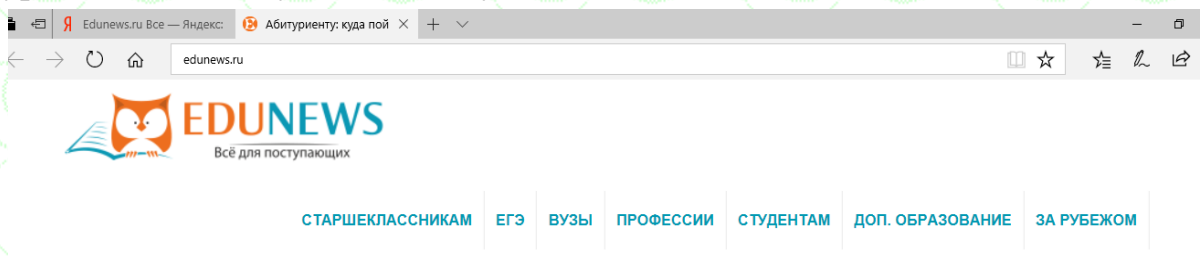 Edunews.ru Все — Яндекс:
Абитуриенту: куда пой
edunews.ru
EDUNEWS
Всё для поступающих
СТАРШЕКЛАССНИКАМ ЕГЭ ВУЗЫ ПРОФЕССИИ СТУДЕНТАМ ДОП. ОБРАЗОВАНИЕ ЗА РУБЕЖОМ